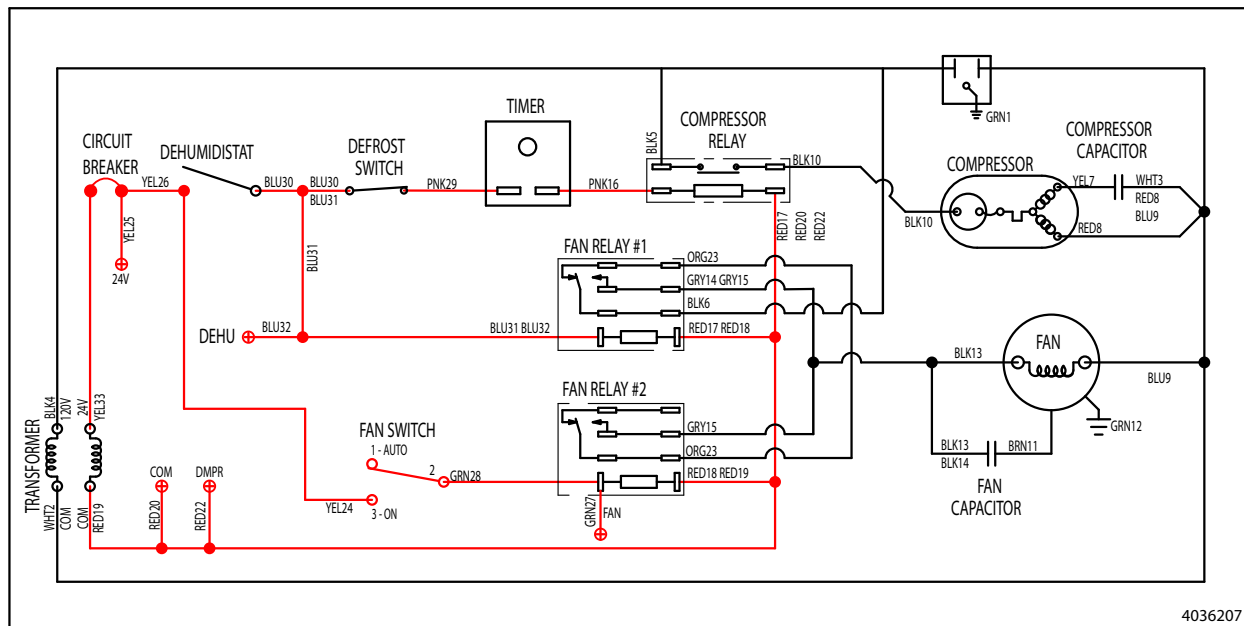 TIMER
COMPRESSOR
RELAY
GRN1
CIRCUIT
BREAKER
DEHUMIDISTAT
DEFROST
SWITCH
BLK5
COMPRESSOR
CAPACITOR
COMPRESSOR
YEL26
BLU30
BLU30
BLU31
PNK29
PNK16
BLK10
YEL7
WHT3
RED8
BLU9
BLK10
RED8
YEL25
24V
BLU31
RED17
RED20
RED22
FAN RELAY #1
ORG23
GRY14 GRY15
BLK6
DEHU
BLU32
BLU31 BLU32
RED17 RED18
BLK13
FAN
BLU9
FAN RELAY #2
GRY15
ORG23
RED18 RED19
GRN12
TRANSFORMER
BLK4
120V
24V
YEL33
WHT2
COM
COM
RED19
COM
DMPR
RED20
RED22
FAN SWITCH
1 - AUTO
2
GRN28
YEL24
3 - ON
GRN27
FAN
BLK13
BLK14
BRN11
FAN
CAPACITOR
4036207